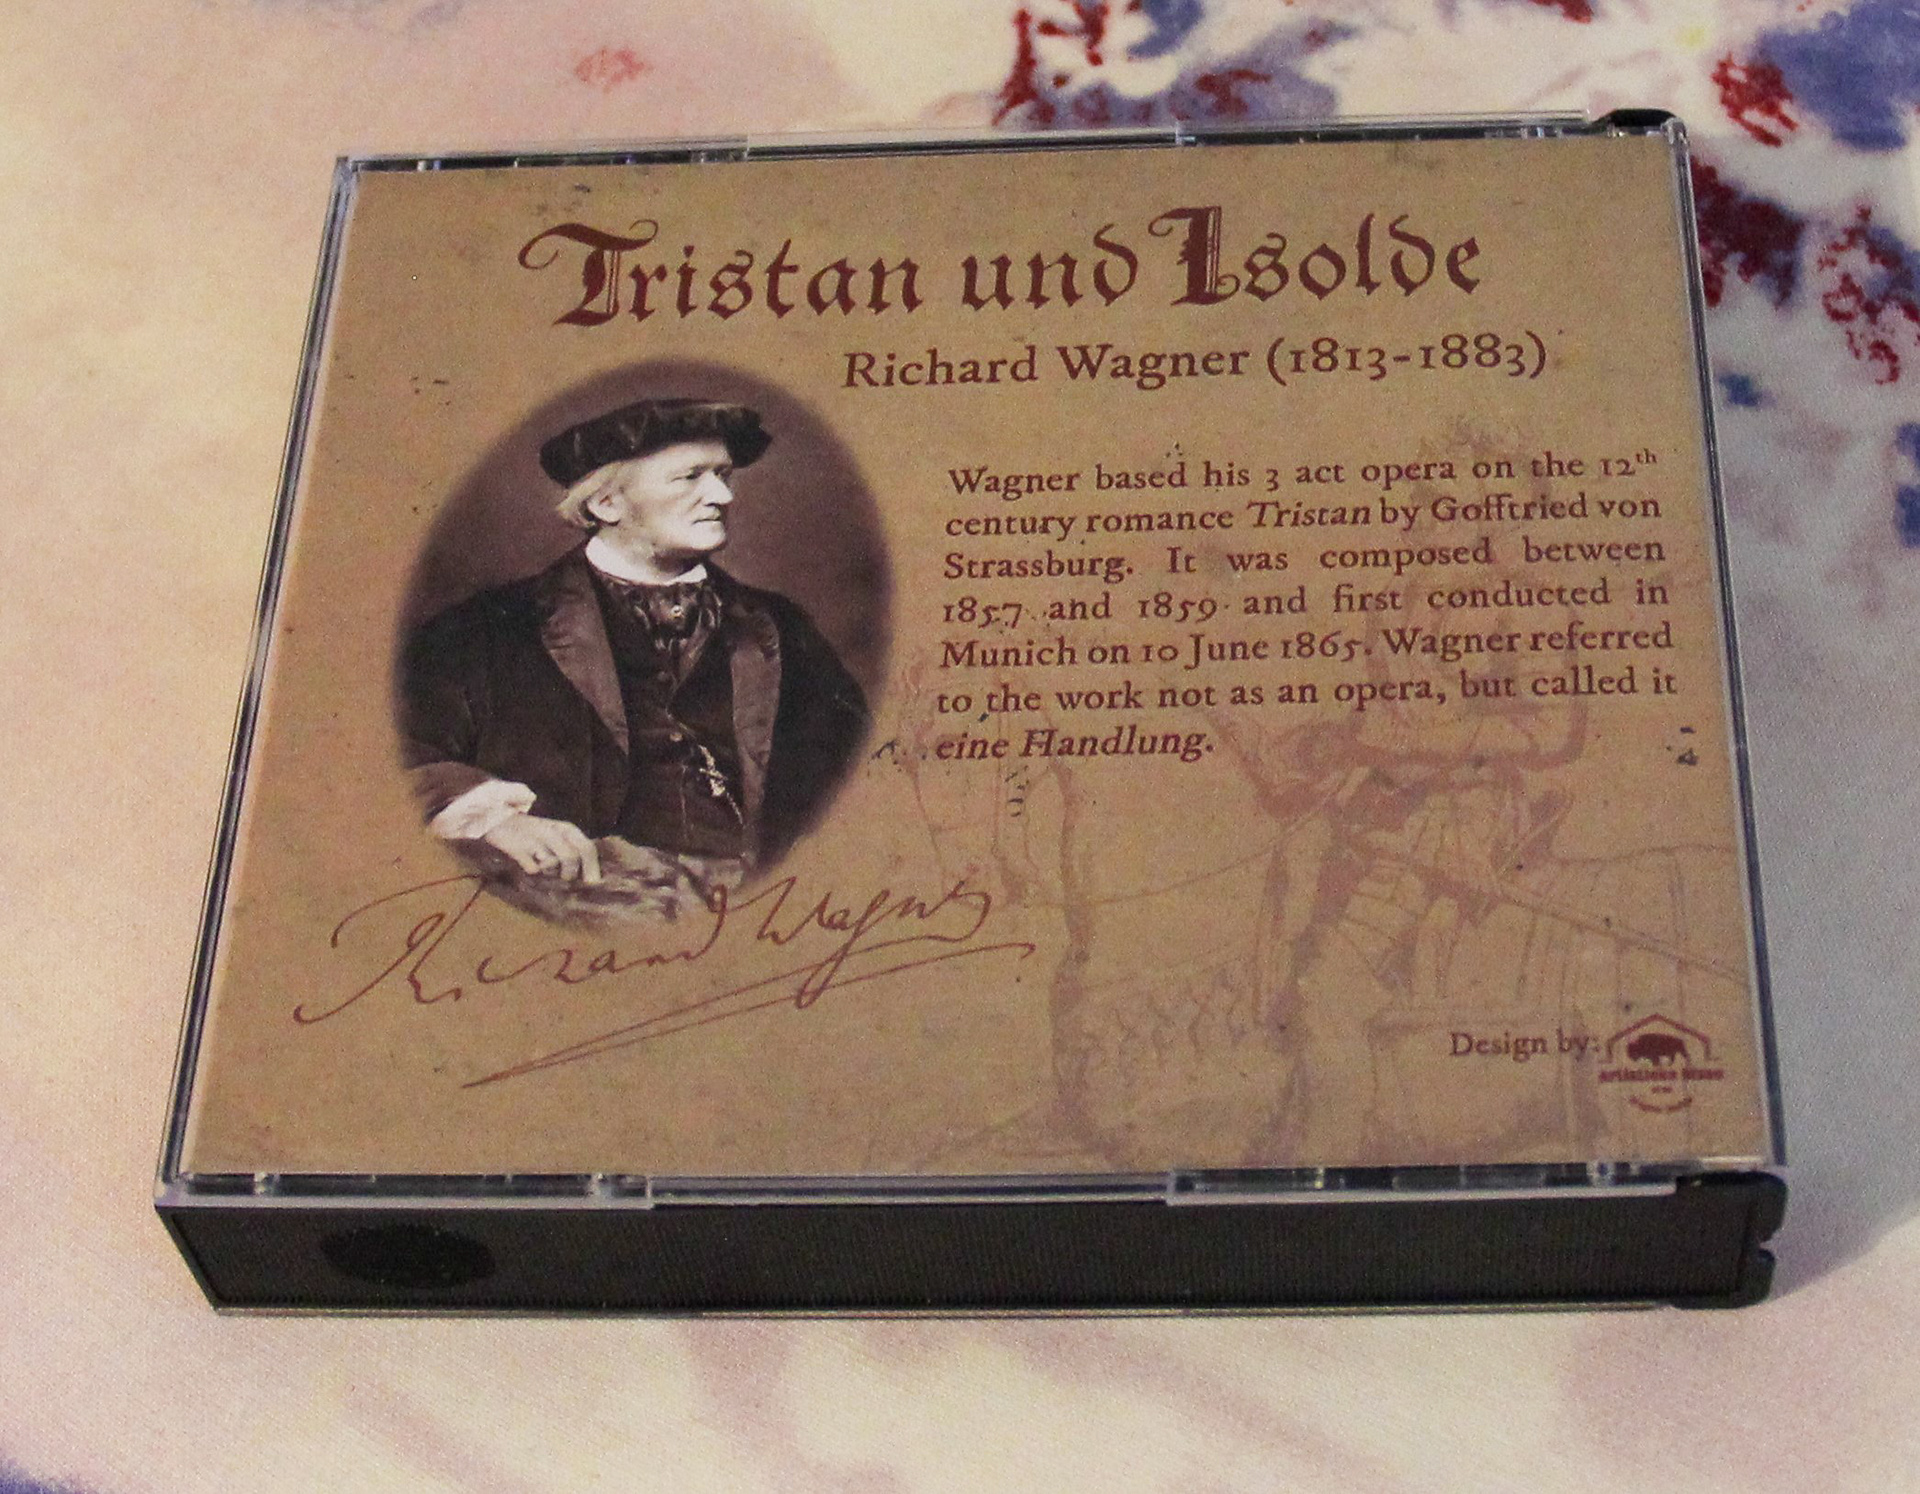 Tristan und Isolde
Richard Wagner (1813-1883)
Wagner based his 3 act opera on the 12th
century romance Tristan by Gofftried von
Strassburg. It was composed between
1857 and 1859 and first conducted in
Munich on 10 June 1865. Wagner referred
to the work not as an opera, but called it
eine Handlung.
Richard Wagner
Design by: